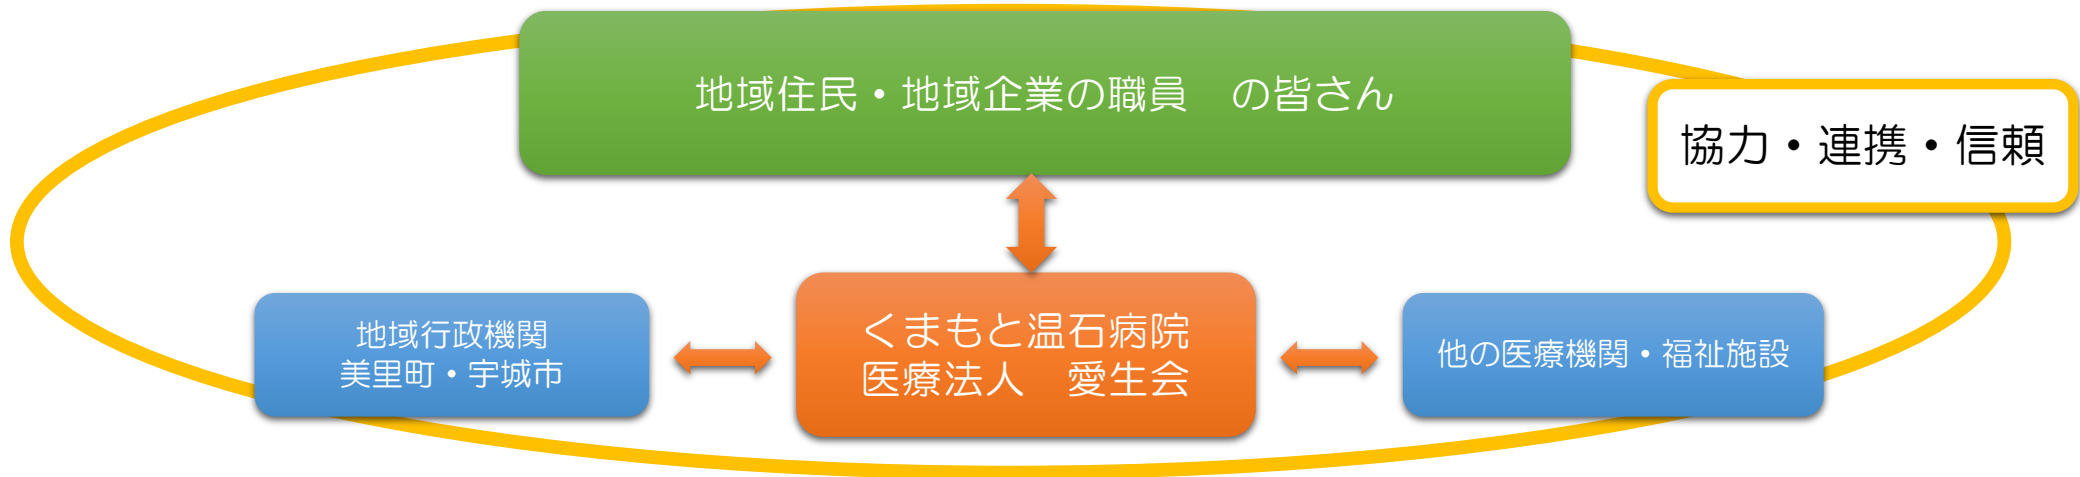 地域住民・地域企業の職員　の皆さん
協力・連携・信頼
地域行政機関
美里町・宇城市
くまもと温石病院
医療法人　愛生会
他の医療機関・福祉施設